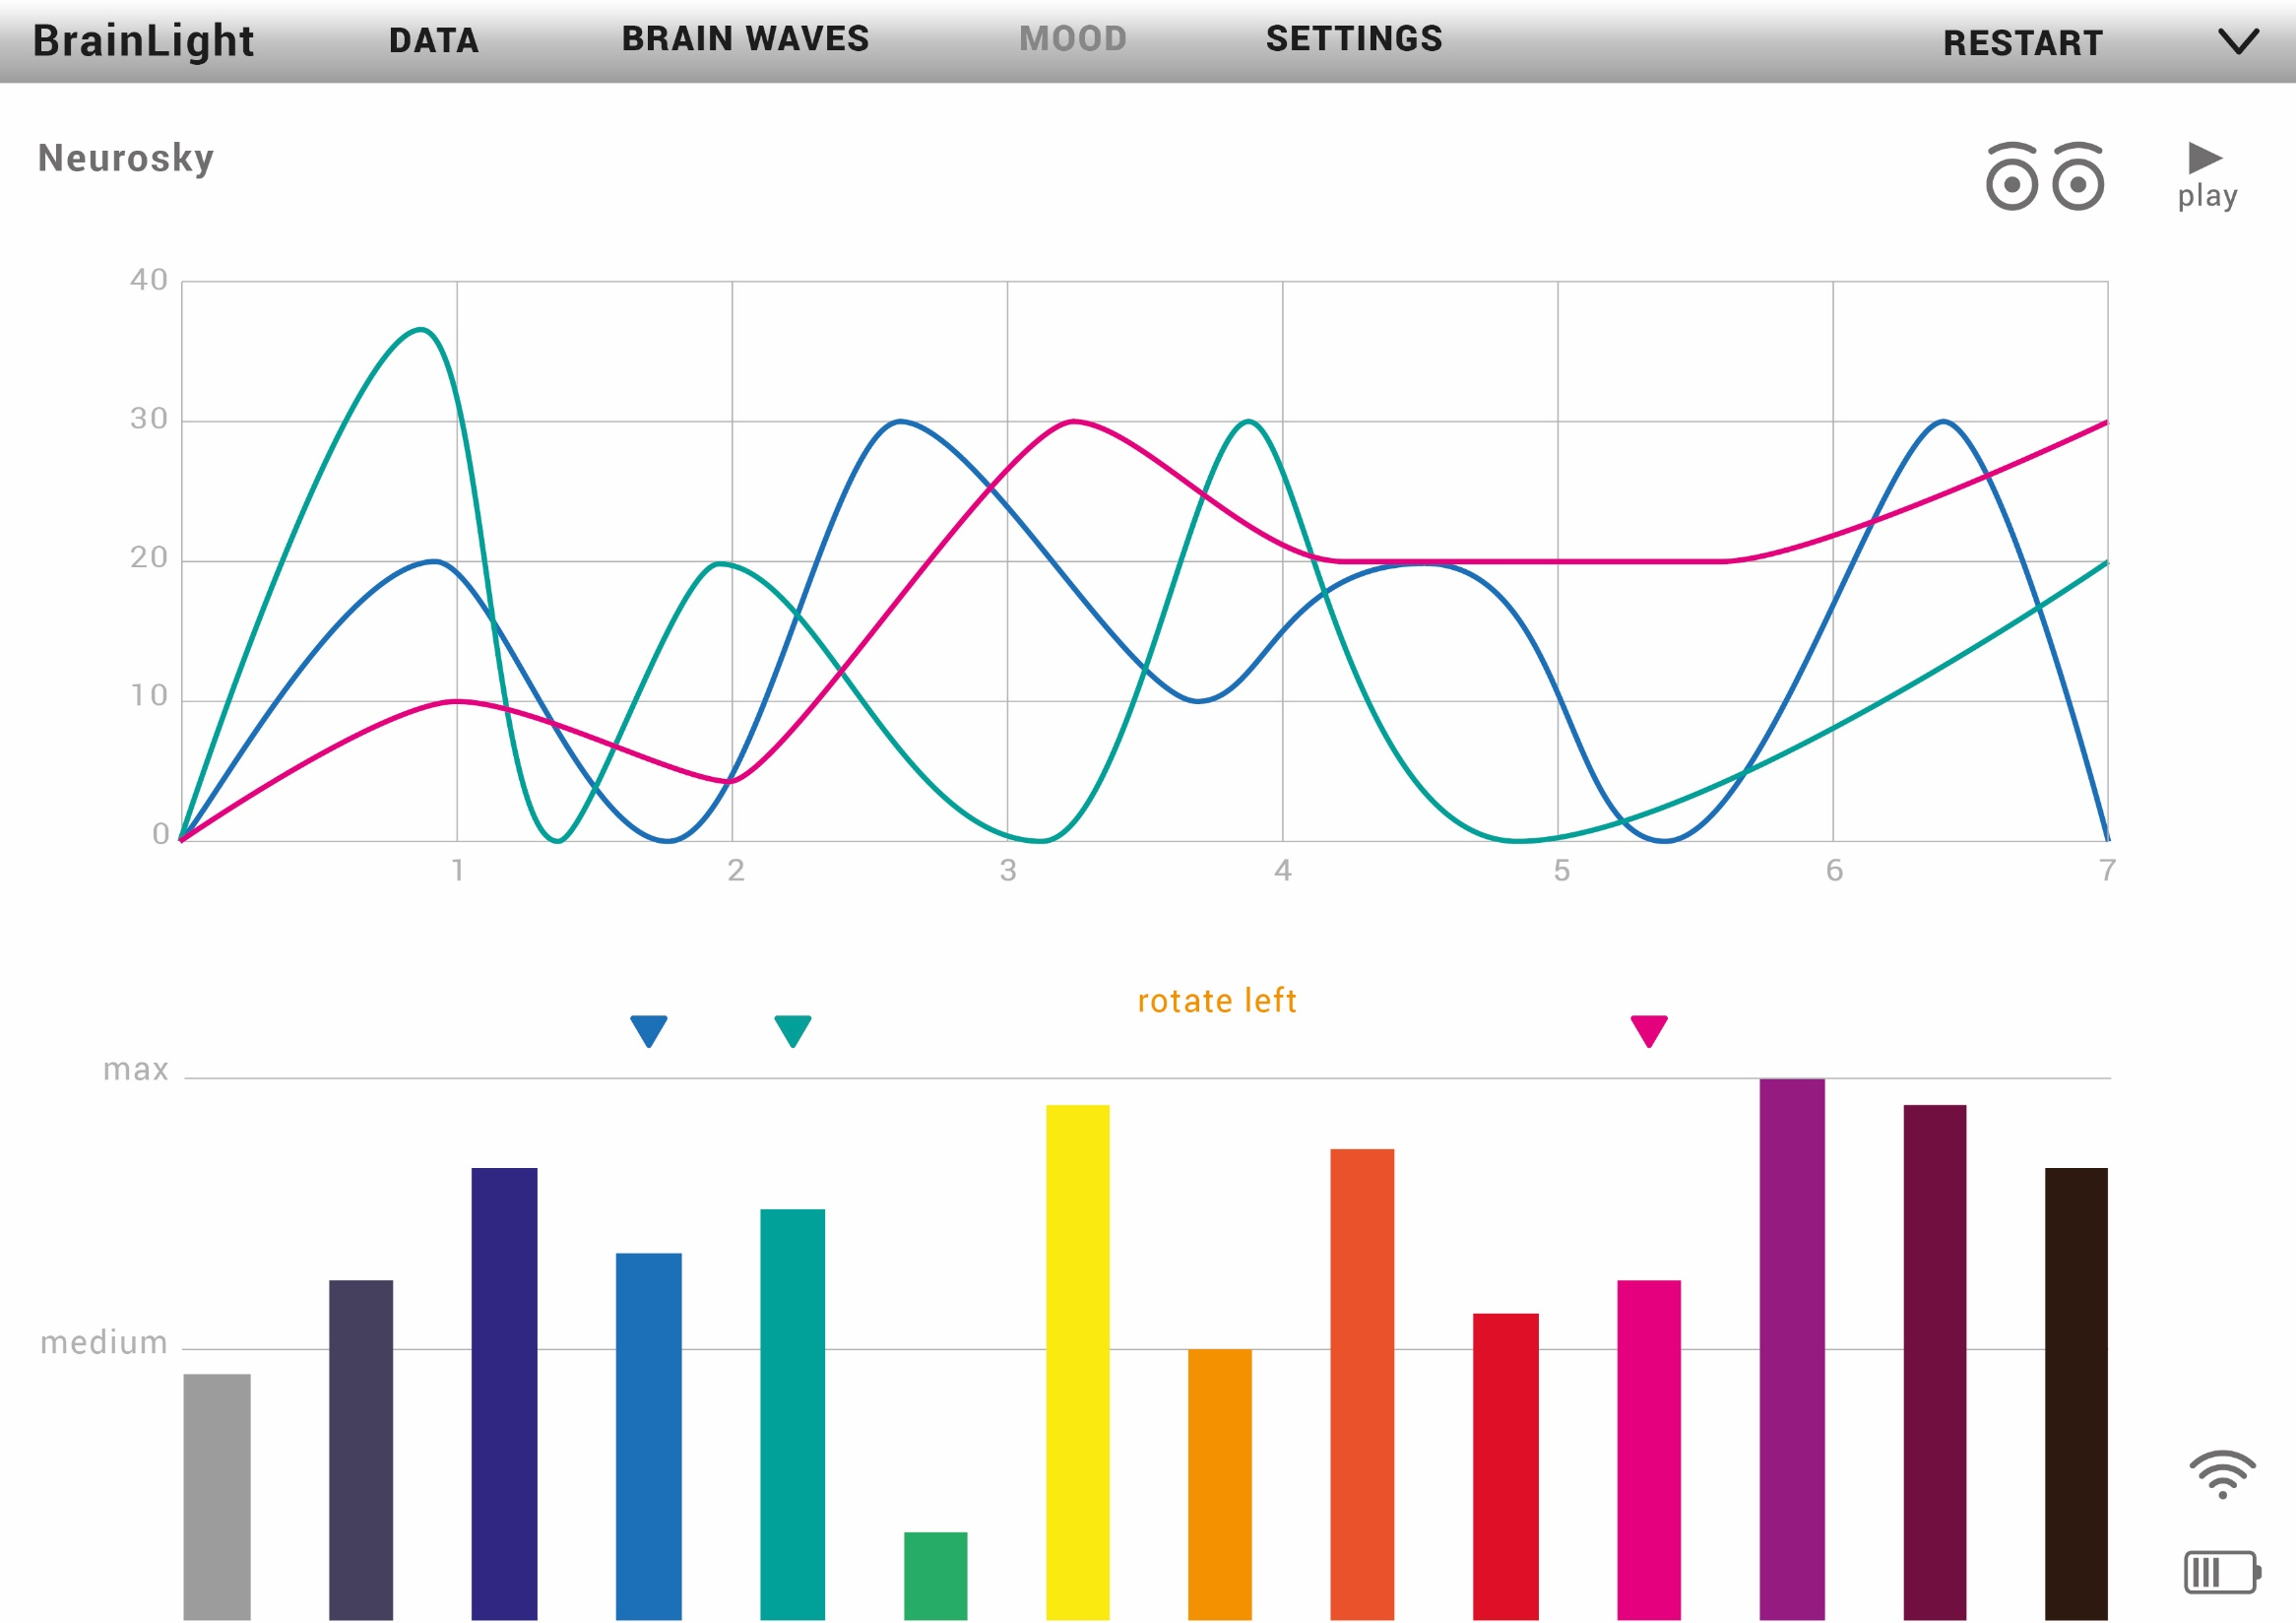 BrainLight DATA BRAIN WAVES MOOD SETTINGS RESTART
Neurosky
play
40
30
20
10
0
1 2 3 4 5 6 7
rotate left
max
medium